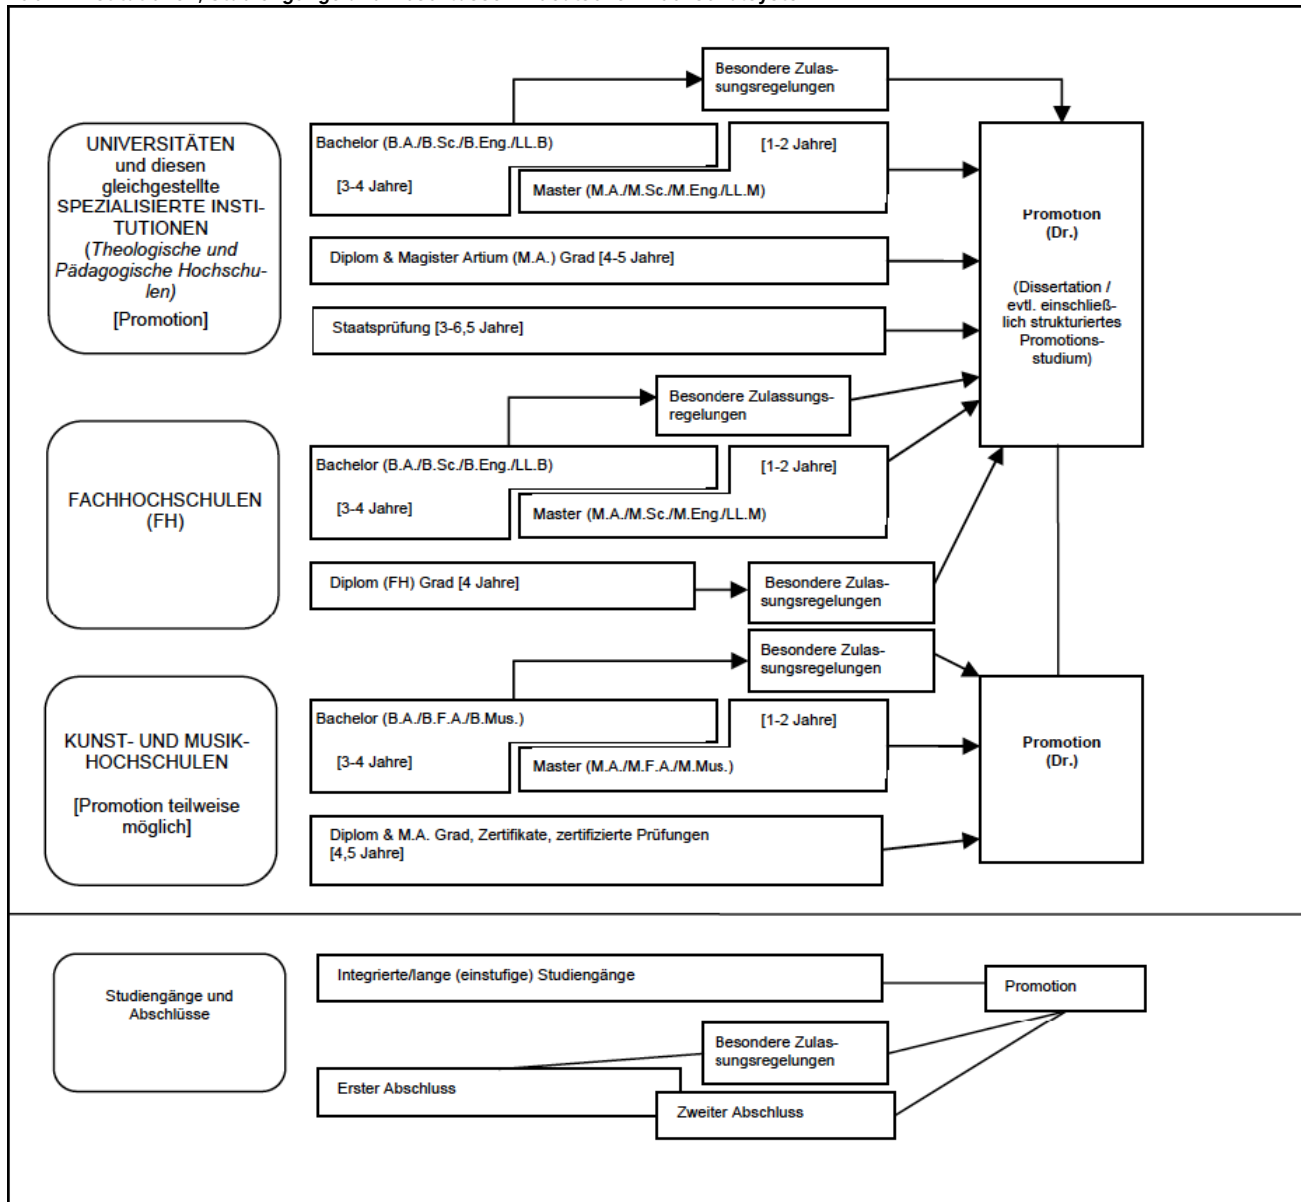 Besondere Zulas-
sungsregelungen
UNIVERSITÄTEN
und diesen
gleichgestellte
SPEZIALISIERTE INSTI-
TUTIONEN
(Theologische und
Pädagogische Hochschu-
len)
[Promotion]
Bachelor (B.A./B.Sc./B.Eng./LL.B)
[3-4 Jahre]
[1-2 Jahre]
Master (M.A./M.Sc./M.Eng./LL.M)
Diplom & Magister Artium (M.A.) Grad [4-5 Jahre]
Staatsprüfung [3-6,5 Jahre]
Promotion
(Dr.)
(Dissertation /
evtl. einschließ-
lich strukturiertes
Promotions-
studium)
Besondere Zulassungs-
regelungen
FACHHOCHSCHULEN
(FH)
Bachelor (B.A./B.Sc./B.Eng./LL.B)
[3-4 Jahre]
[1-2 Jahre]
Master (M.A./M.Sc./M.Eng./LL.M)
Diplom (FH) Grad [4 Jahre]
Besondere Zulas-
sungsregelungen
Besondere Zulas-
sungsregelungen
KUNST- UND MUSIK-
HOCHSCHULEN
[Promotion teilweise
möglich]
Bachelor (B.A./B.F.A./B.Mus.)
[3-4 Jahre]
[1-2 Jahre]
Master (M.A./M.F.A./M.Mus.)
Diplom & M.A. Grad, Zertifikate, zertifizierte Prüfungen
[4,5 Jahre]
Promotion
(Dr.)
Studiengänge und
Abschlüsse
Integrierte/lange (einstufige) Studiengänge
Promotion
Besondere Zulas-
sungsregelungen
Erster Abschluss
Zweiter Abschluss